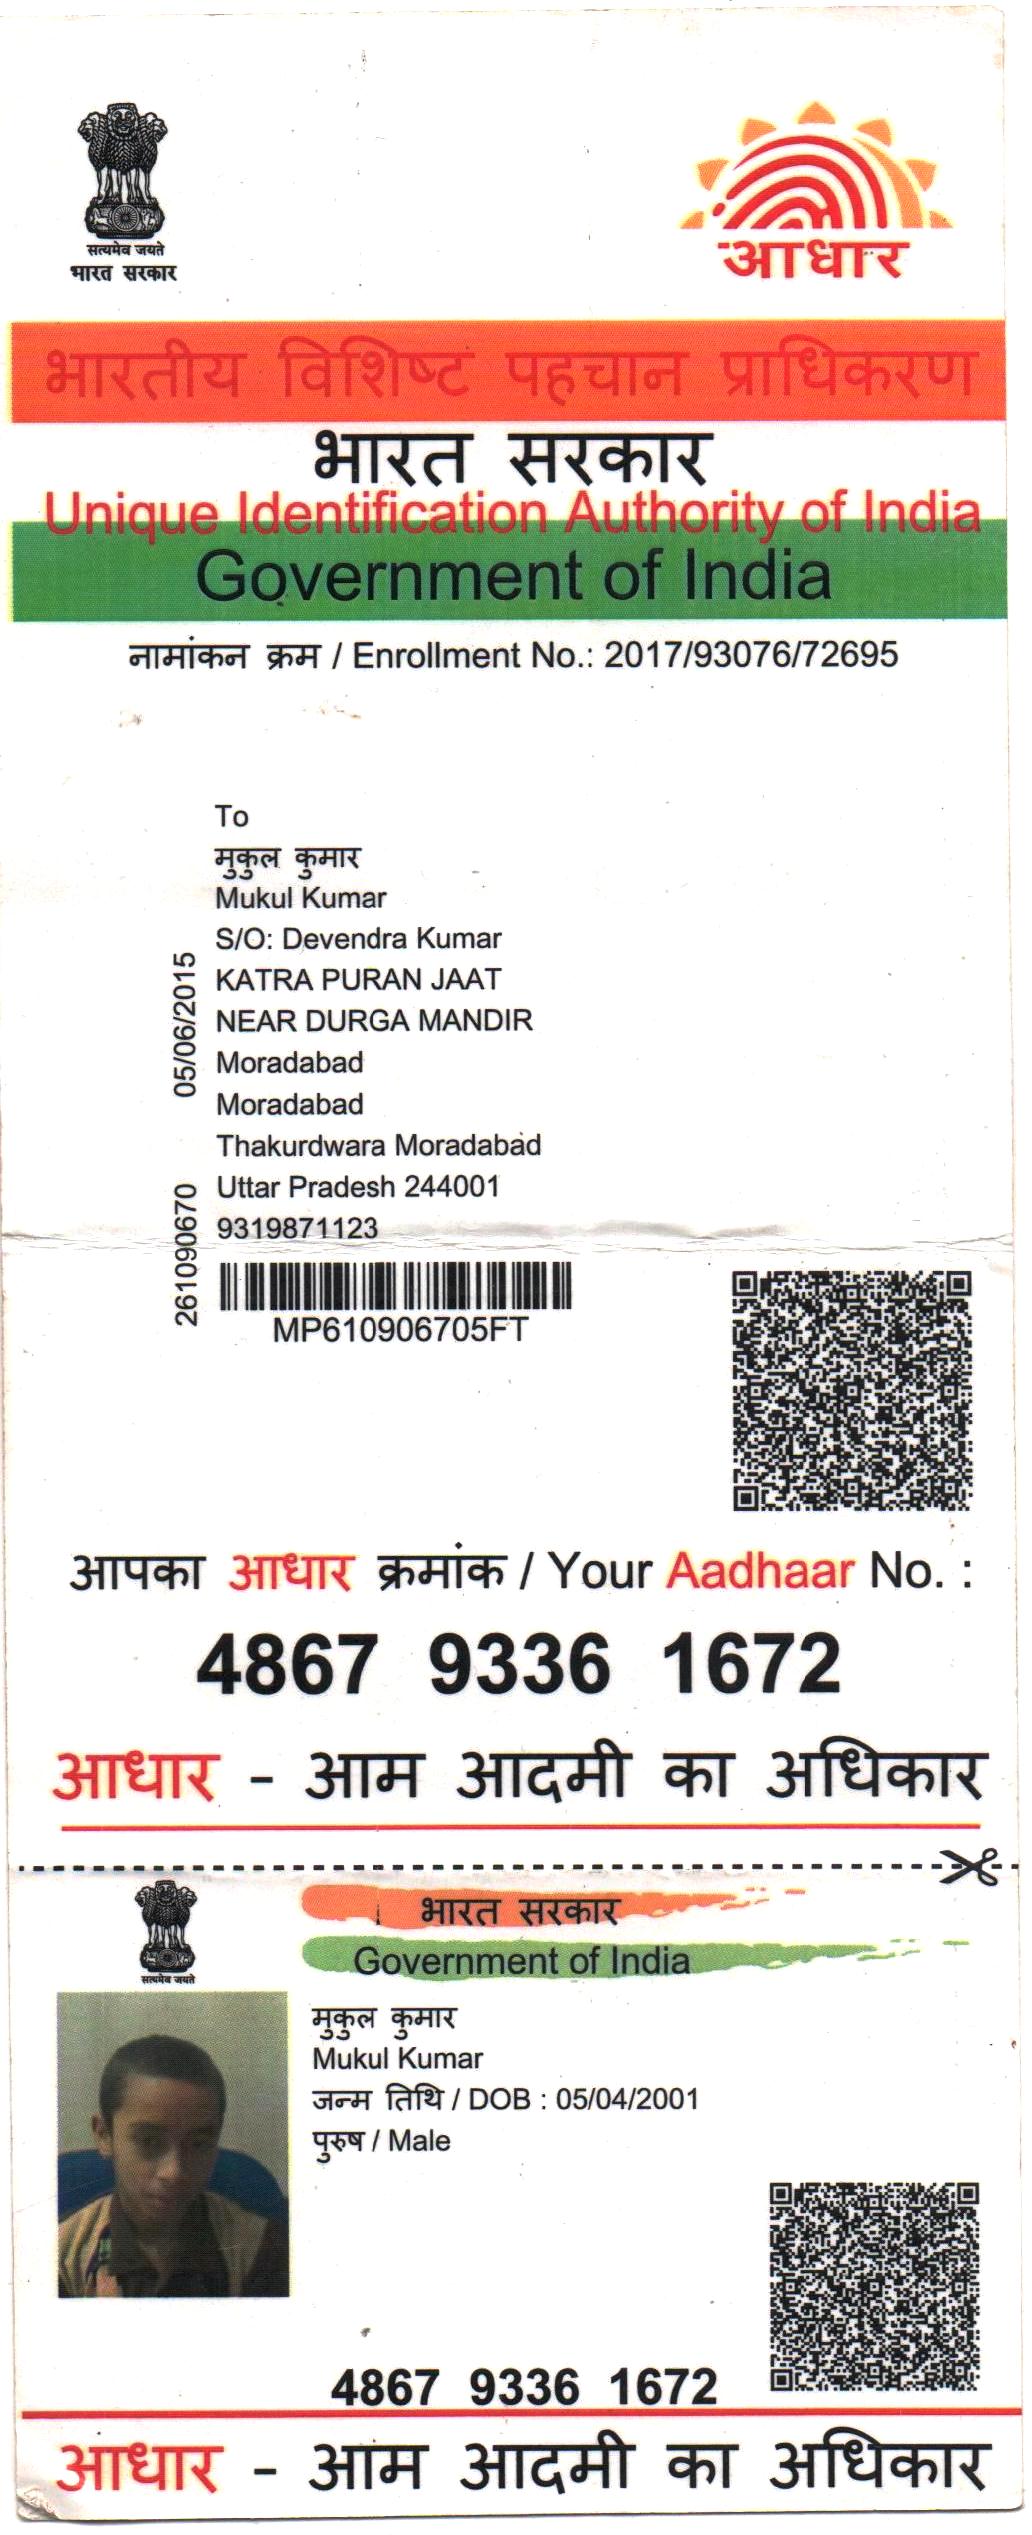 सत्यमेव जयते
भारत सरकार
आधार
भारतीय विशिष्ट पहचान प्राधिकरण
भारत सरकार
Unique Identification Authority of India
Government of India
नामांकन क्रम / Enrollment No.: 2017/93076/72695
To
मुकुल कुमार
Mukul Kumar
S/O: Devendra Kumar
KATRA PURAN JAAT
NEAR DURGA MANDIR
Moradabad
Moradabad
Thakurdwara Moradabad
Uttar Pradesh 244001
9319871123
261090670 05/06/2015
MP610906705FT
आपका आधार क्रमांक / Your Aadhaar No. :
4867 9336 1672
आधार - आम आदमी का अधिकार
सत्यमेव जयते
भारत सरकार
Government of India
मुकुल कुमार
Mukul Kumar
जन्म तिथि / DOB : 05/04/2001
पुरुष / Male
4867 9336 1672
आधार - आम आदमी का अधिकार